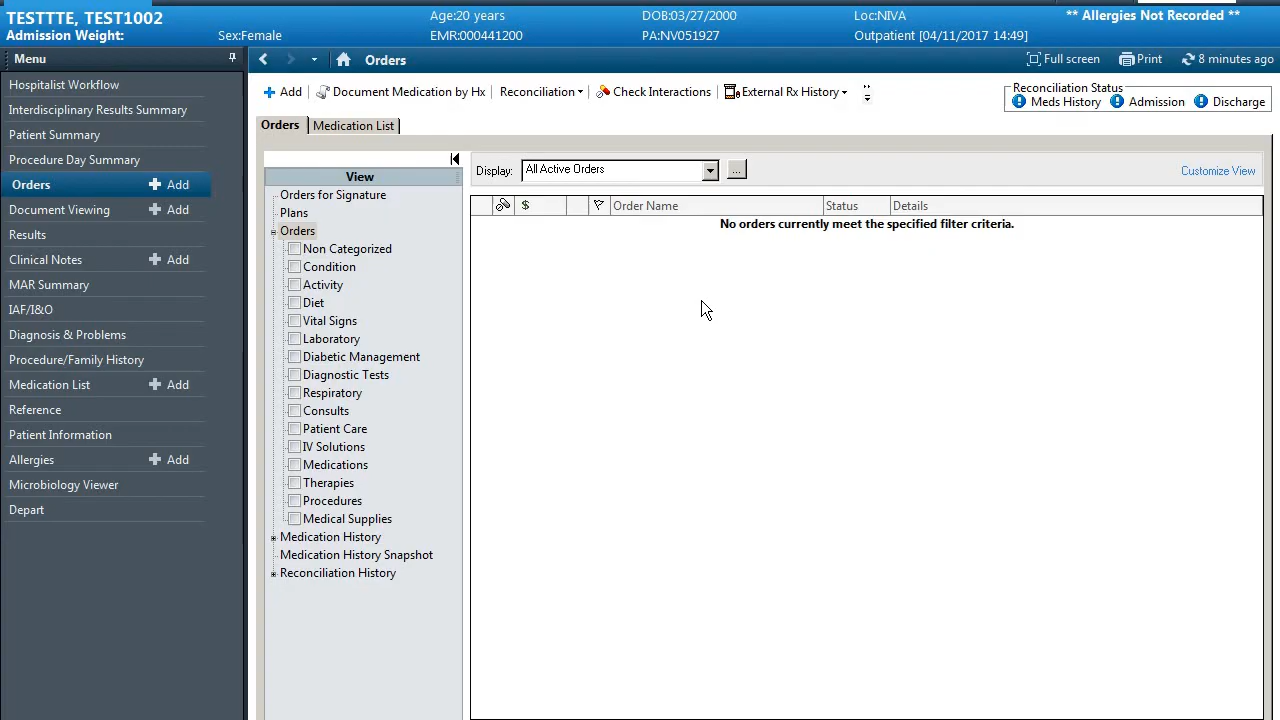 TESTTTE, TEST1002
Age:20 years
DOB:03/27/2000
Loc:NIVA
** Allergies Not Recorded **
Admission Weight:
Sex:Female
EMR:000441200
PA:NV051927
Outpatient [04/11/2017 14:49]
Menu
Orders
Full screen
Print
8 minutes ago
Hospitalist Workflow
Interdisciplinary Results Summary
Patient Summary
Procedure Day Summary
Orders + Add
Document Viewing + Add
Results
Clinical Notes + Add
MAR Summary
IAF/I&O
Diagnosis & Problems
Procedure/Family History
Medication List + Add
Reference
Patient Information
Allergies + Add
Microbiology Viewer
Depart
+ Add
Document Medication by Hx
Reconciliation
Check Interactions
External Rx History
Reconciliation Status
Meds History
Admission
Discharge
Orders
Medication List
View
Orders for Signature
Plans
Orders
Non Categorized
Condition
Activity
Diet
Vital Signs
Laboratory
Diabetic Management
Diagnostic Tests
Respiratory
Consults
Patient Care
IV Solutions
Medications
Therapies
Procedures
Medical Supplies
Medication History
Medication History Snapshot
Reconciliation History
Display: All Active Orders ...
Customize View
$ Order Name Status Details
No orders currently meet the specified filter criteria.